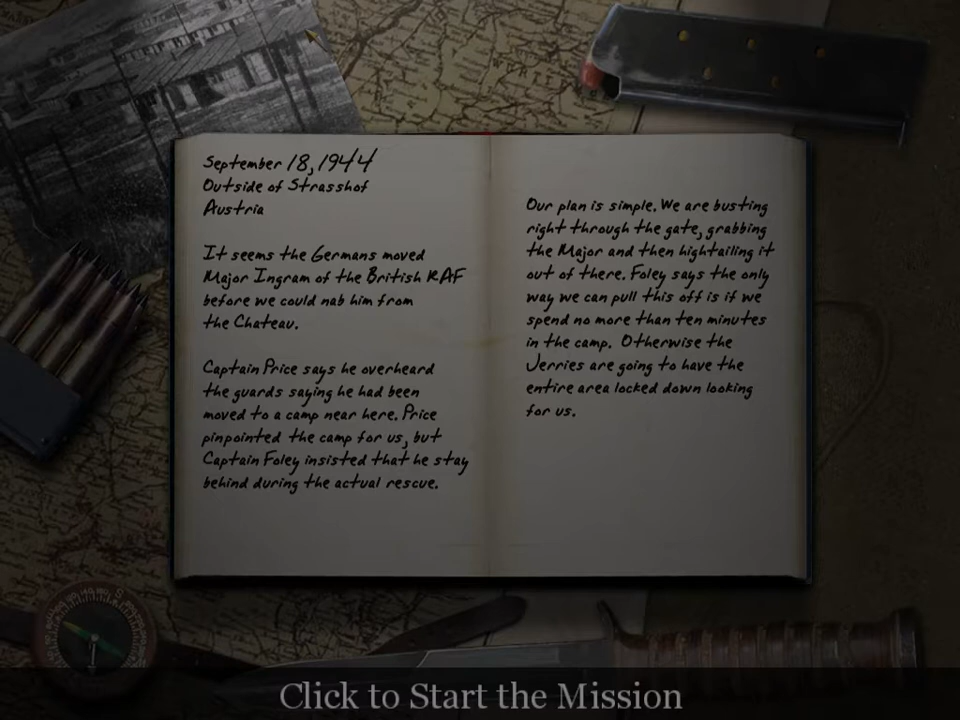 September 18, 1944
Outside of Strasshof
Austria
It seems the Germans moved
Major Ingram of the British RAF
before we could nab him from
the Chateau.
Captain Price says he overheard
the guards saying he had been
moved to a camp near here. Price
pinpointed the camp for us, but
Captain Foley insisted that he stay
behind during the actual rescue.
Our plan is simple. We are busting
right through the gate, grabbing
the Major and then hightailing it
out of there. Foley says the only
way we can pull this off is if we
spend no more than ten minutes
in the camp. Otherwise the
Jerries are going to have the
entire area locked down looking
for us.
Click to Start the Mission